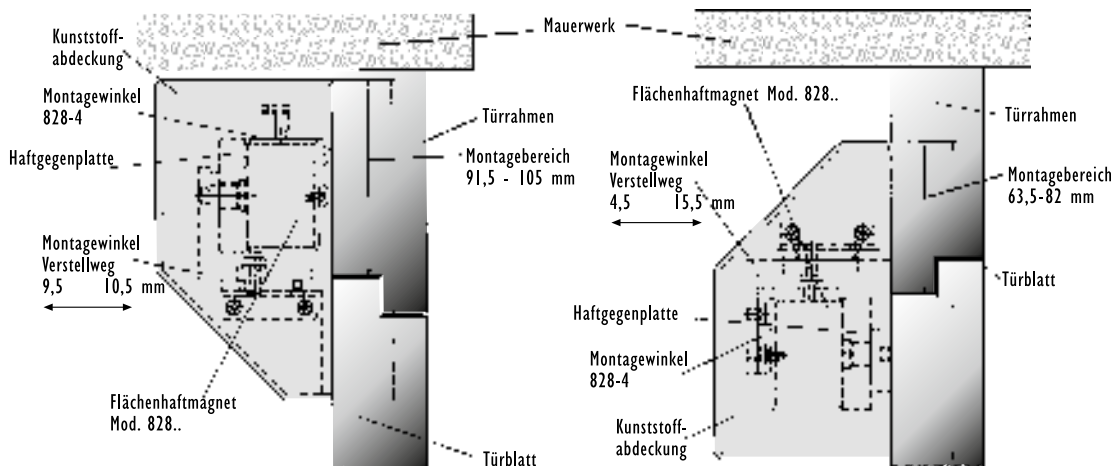 Kunststoff-
abdeckung
Mauerwerk
Montagewinkel
828-4
Türrahmen
Haftgegenplatte
Montagebereich
91,5 - 105 mm
Montagewinkel
Verstellweg
9,5 10,5 mm
Flächenhaftmagnet
Mod. 828..
Türblatt
Flächenhaftmagnet Mod. 828..
Türrahmen
Montagewinkel
Verstellweg
4,5 15,5 mm
Montagebereich
63,5-82 mm
Türblatt
Haftgegenplatte
Montagewinkel
828-4
Kunststoff-
abdeckung